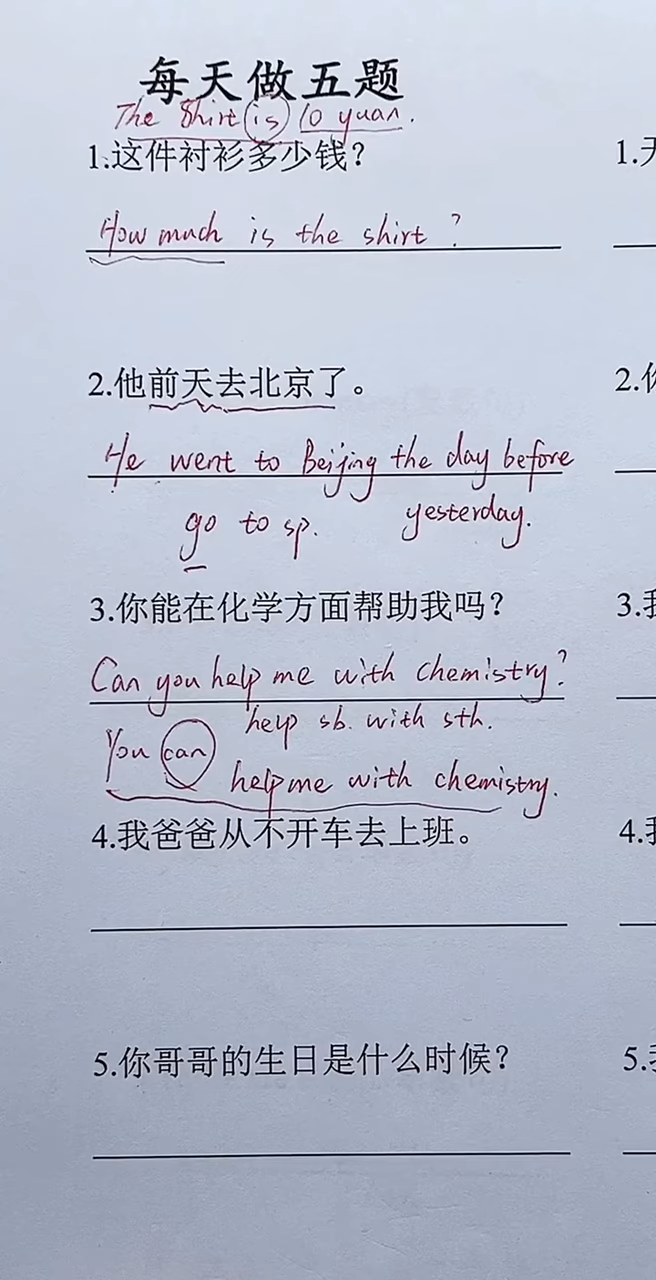 每天做五题
The Shirt is 10 yuan.
1.这件衬衫多少钱？
1.
How much is the shirt ?
2.他前天去北京了。
2.
He went to Beijing the day before
go to sp. yesterday.
3.你能在化学方面帮助我吗？
3.
Can you help me with chemistry?
help sb. with sth.
You can
help me with chemistry.
4.我爸爸从不开车去上班。
4.
5.你哥哥的生日是什么时候？
5.